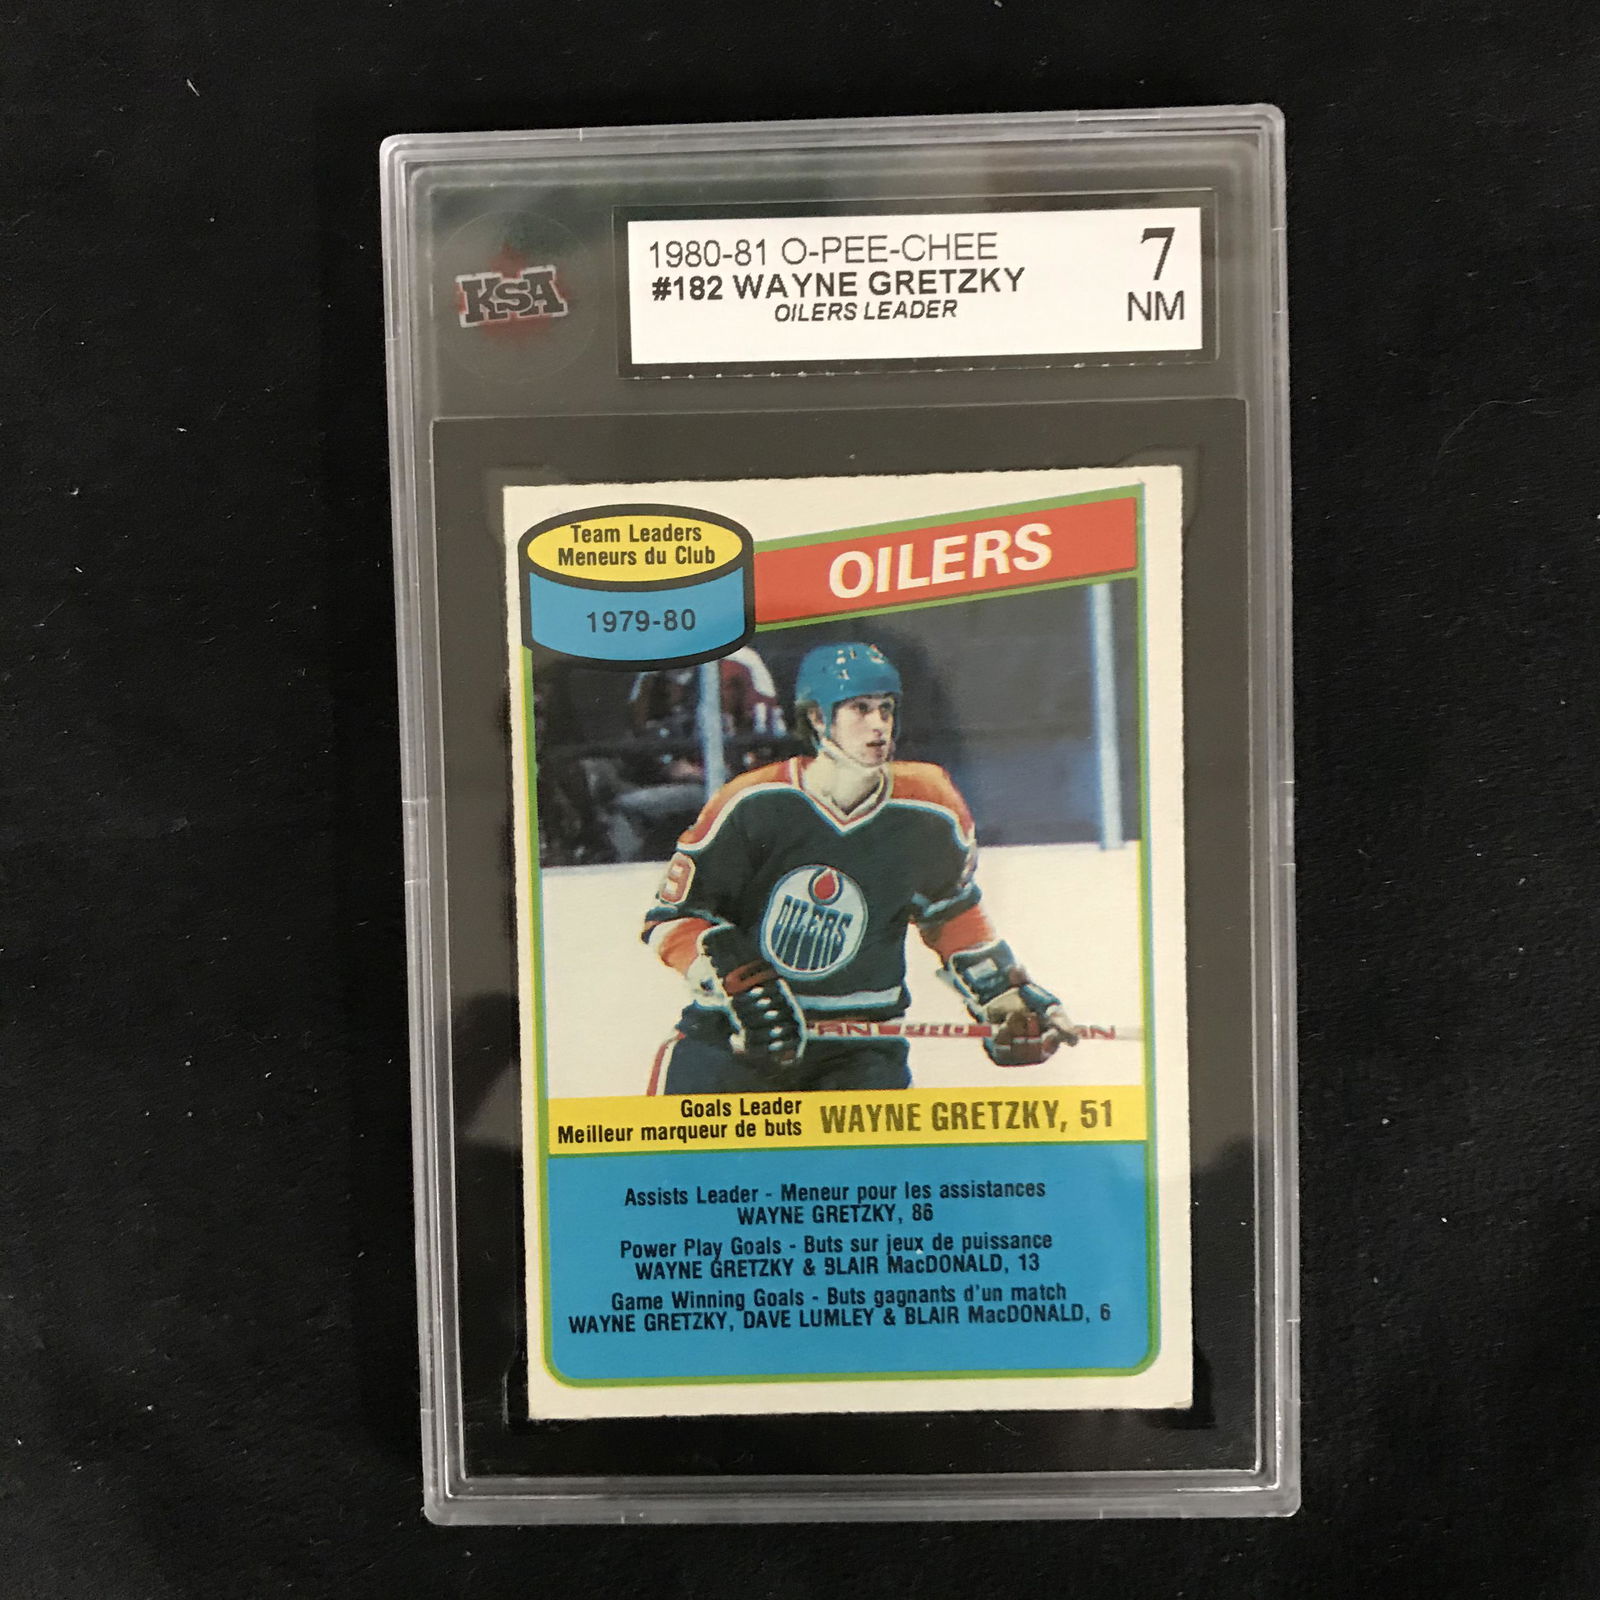 KSA
1980-81 O-PEE-CHEE
#182 WAYNE GRETZKY
OILERS LEADER
7
NM
Team Leaders
Meneurs du Club
1979-80
OILERS
9
OILERS
Goals Leader
Meilleur marqueur de buts
WAYNE GRETZKY, 51
Assists Leader - Meneur pour les assistances
WAYNE GRETZKY, 86
Power Play Goals - Buts sur jeux de puissance
WAYNE GRETZKY & BLAIR MacDONALD, 13
Game Winning Goals - Buts gagnants d'un match
WAYNE GRETZKY, DAVE LUMLEY & BLAIR MacDONALD, 6